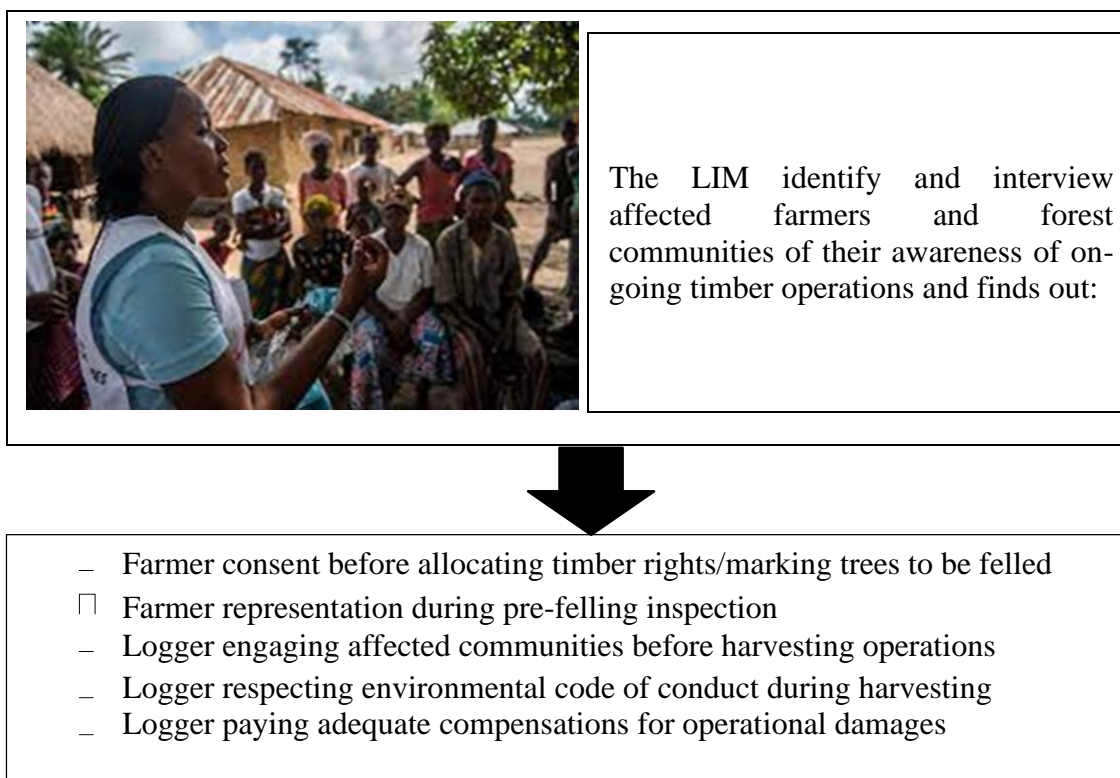 The LIM identify and interview
affected farmers and forest
communities of their awareness of on-
going timber operations and finds out:
– Farmer consent before allocating timber rights/marking trees to be felled
Farmer representation during pre-felling inspection
– Logger engaging affected communities before harvesting operations
– Logger respecting environmental code of conduct during harvesting
– Logger paying adequate compensations for operational damages